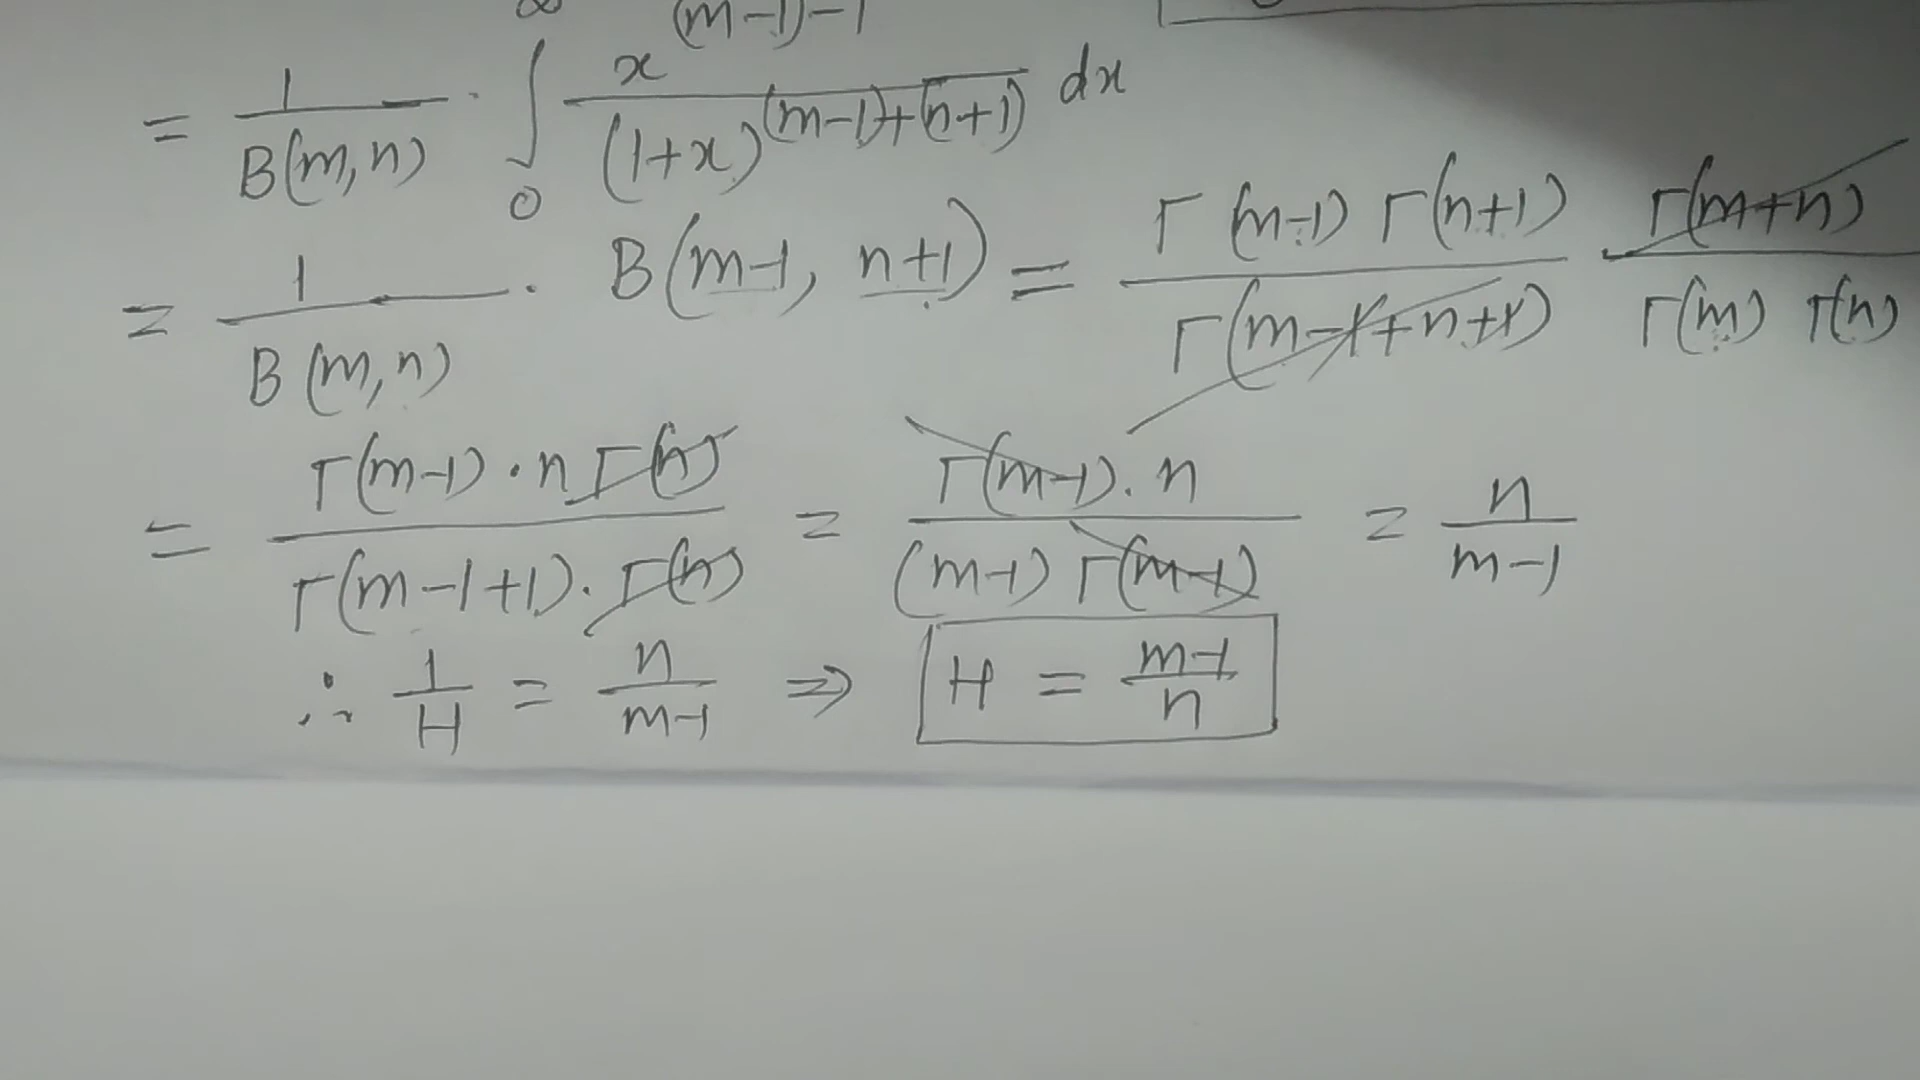 = 1/B(m,n) · ∫_0^∞ x^{(m-1)-1}/(1+x)^{(m-1)+(n+1)} dx
= 1/B(m,n) · B(m-1, n+1) = Γ(m-1) Γ(n+1)/Γ(m-1+n+1) Γ(m+n)/Γ(m) Γ(n)
= Γ(m-1)·n Γ(n)/Γ(m-1+1)·Γ(n) = Γ(m-1)·n/(m-1) Γ(m-1) = n/m-1
∴ 1/H = n/m-1 ⇒ H = m-1/n